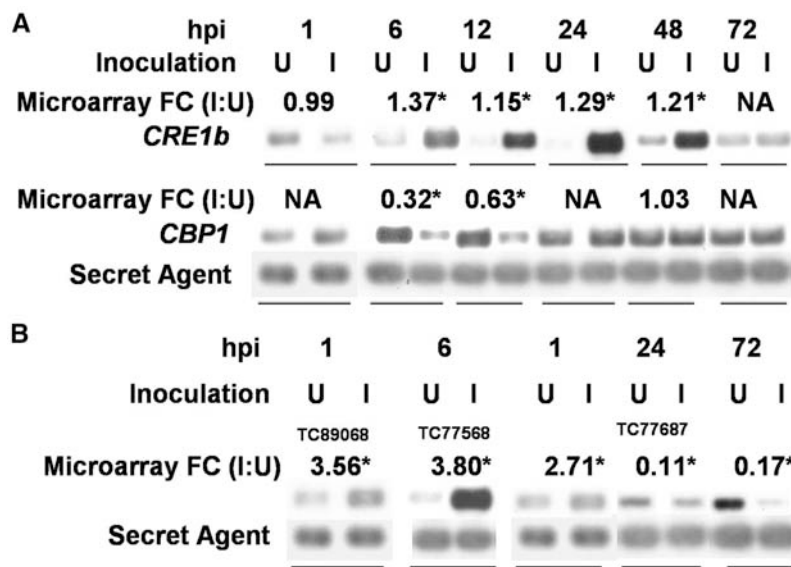 A
hpi 1 6 12 24 48 72
Inoculation U I U I U I U I U I U I
Microarray FC (I:U) 0.99 1.37* 1.15* 1.29* 1.21* NA
CRE1b
Microarray FC (I:U) NA 0.32* 0.63* NA 1.03 NA
CBP1
Secret Agent
B
hpi 1 6 1 24 72
Inoculation U I U I U I U I U I
TC89068 TC77568 TC77687
Microarray FC (I:U) 3.56* 3.80* 2.71* 0.11* 0.17*
Secret Agent